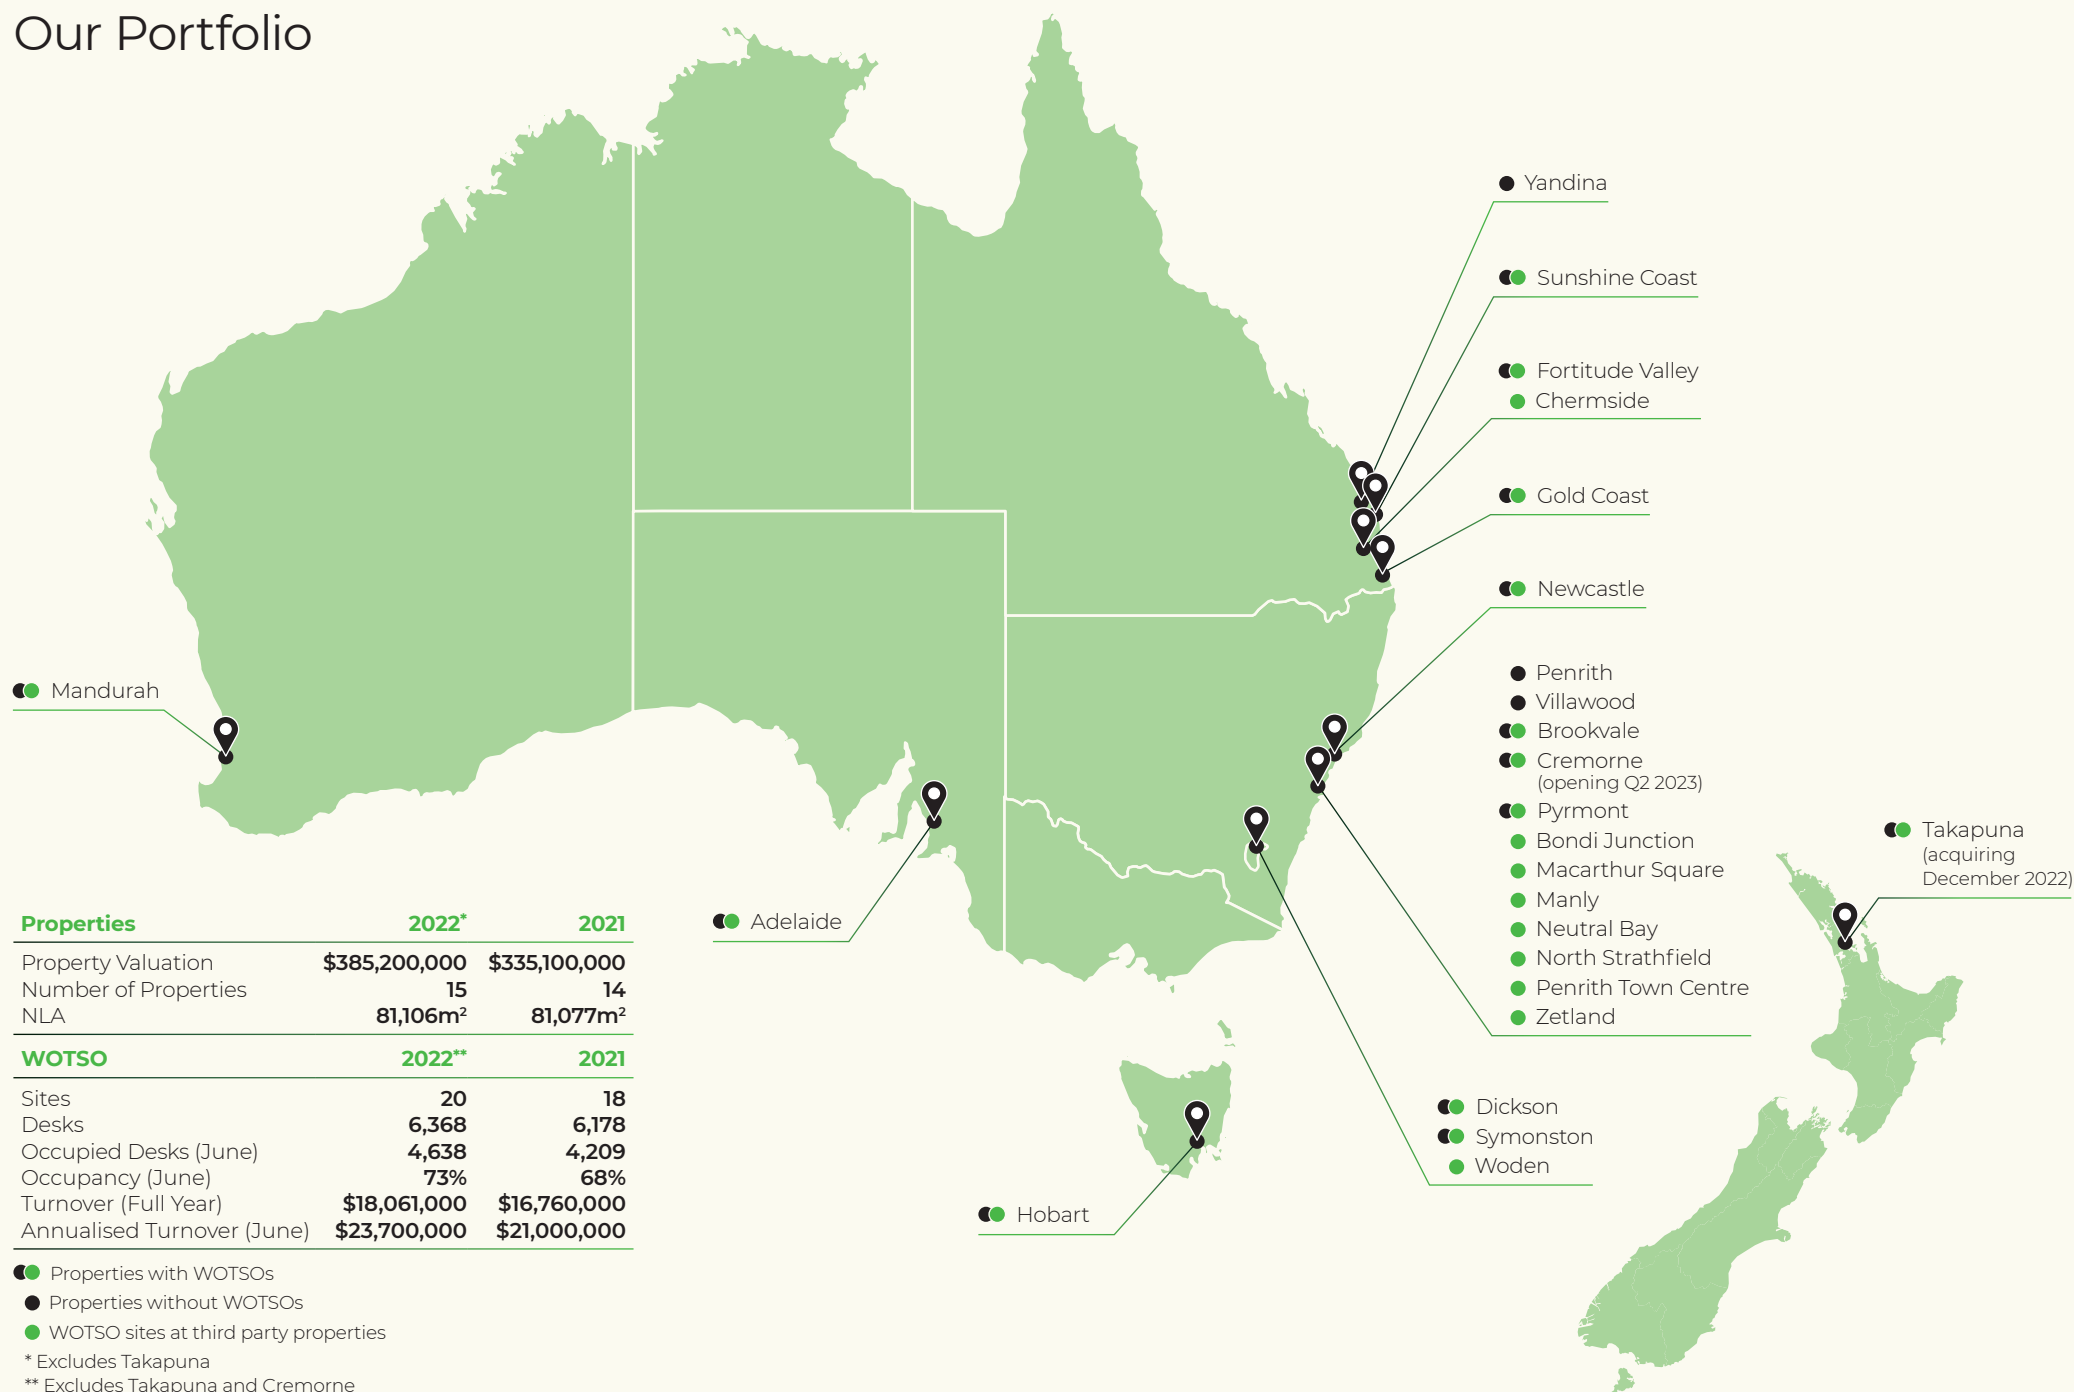 Our Portfolio
Yandina
Sunshine Coast
Fortitude Valley
Chermside
Gold Coast
Newcastle
Penrith
Villawood
Brookvale
Cremorne
(opening Q2 2023)
Pyrmont
Bondi Junction
Macarthur Square
Manly
Neutral Bay
North Strathfield
Penrith Town Centre
Zetland
Mandurah
Takapuna
(acquiring
December 2022)
Adelaide
Dickson
Symonston
Woden
Hobart
Properties 2022* 2021
Property Valuation $385,200,000 $335,100,000
Number of Properties 15 14
NLA 81,106m² 81,077m²
WOTSO 2022** 2021
Sites 20 18
Desks 6,368 6,178
Occupied Desks (June) 4,638 4,209
Occupancy (June) 73% 68%
Turnover (Full Year) $18,061,000 $16,760,000
Annualised Turnover (June) $23,700,000 $21,000,000
Properties with WOTSOs
Properties without WOTSOs
WOTSO sites at third party properties
* Excludes Takapuna
** Excludes Takapuna and Cremorne